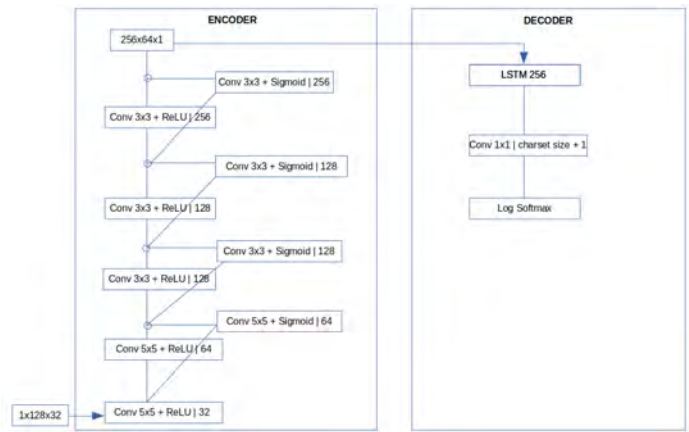 ENCODER
DECODER
256x64x1
LSTM 256
Conv 3x3 + Sigmoid | 256
Conv 3x3 + ReLU | 256
Conv 1x1 | charset size + 1
Conv 3x3 + Sigmoid | 128
Conv 3x3 + ReLU | 128
Log Softmax
Conv 3x3 + Sigmoid | 128
Conv 3x3 + ReLU | 128
Conv 5x5 + Sigmoid | 64
Conv 5x5 + ReLU | 64
1x128x32
Conv 5x5 + ReLU | 32